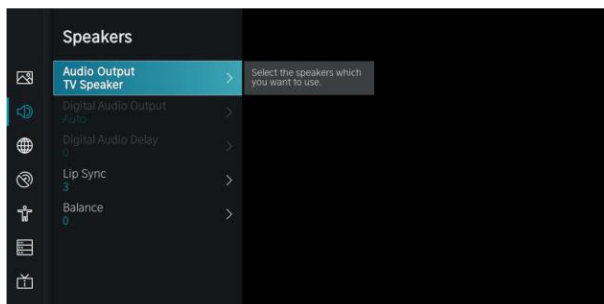 Speakers
Audio Output
TV Speaker
Select the speakers which
you want to use.
Digital Audio Output
Auto
Digital Audio Delay
0
Lip Sync
3
Balance
0